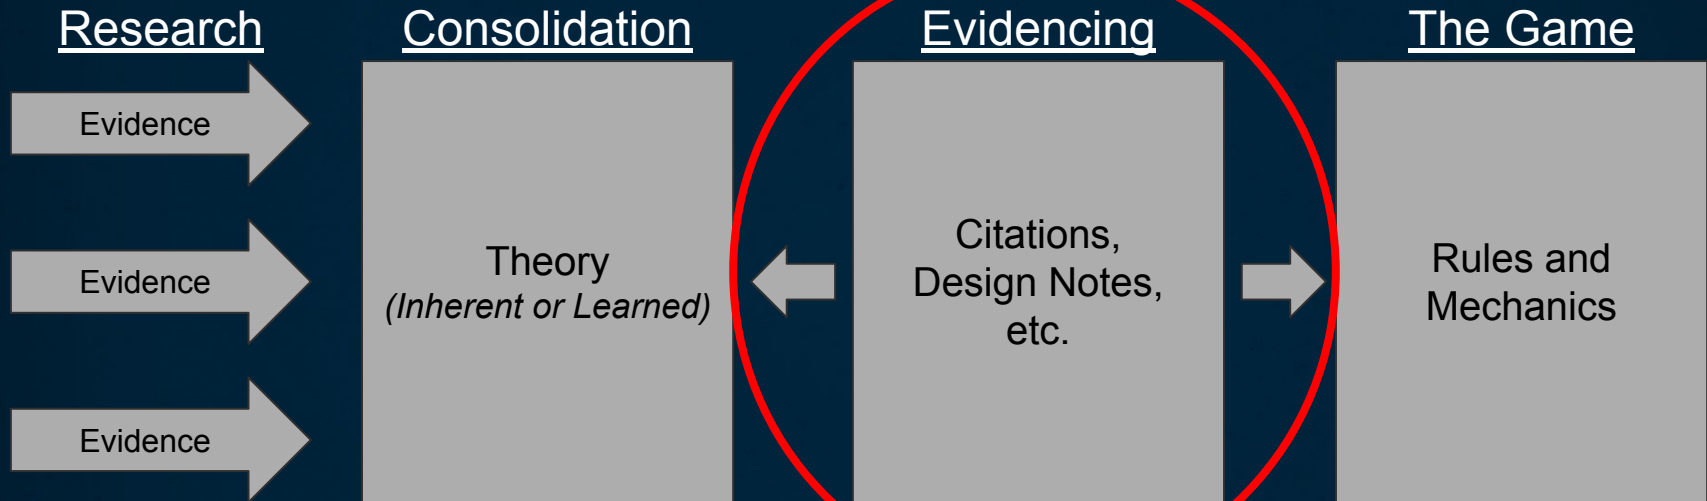 Research
Consolidation
Evidencing
The Game
Evidence
Evidence
Evidence
Theory
(Inherent or Learned)
Citations,
Design Notes,
etc.
Rules and
Mechanics